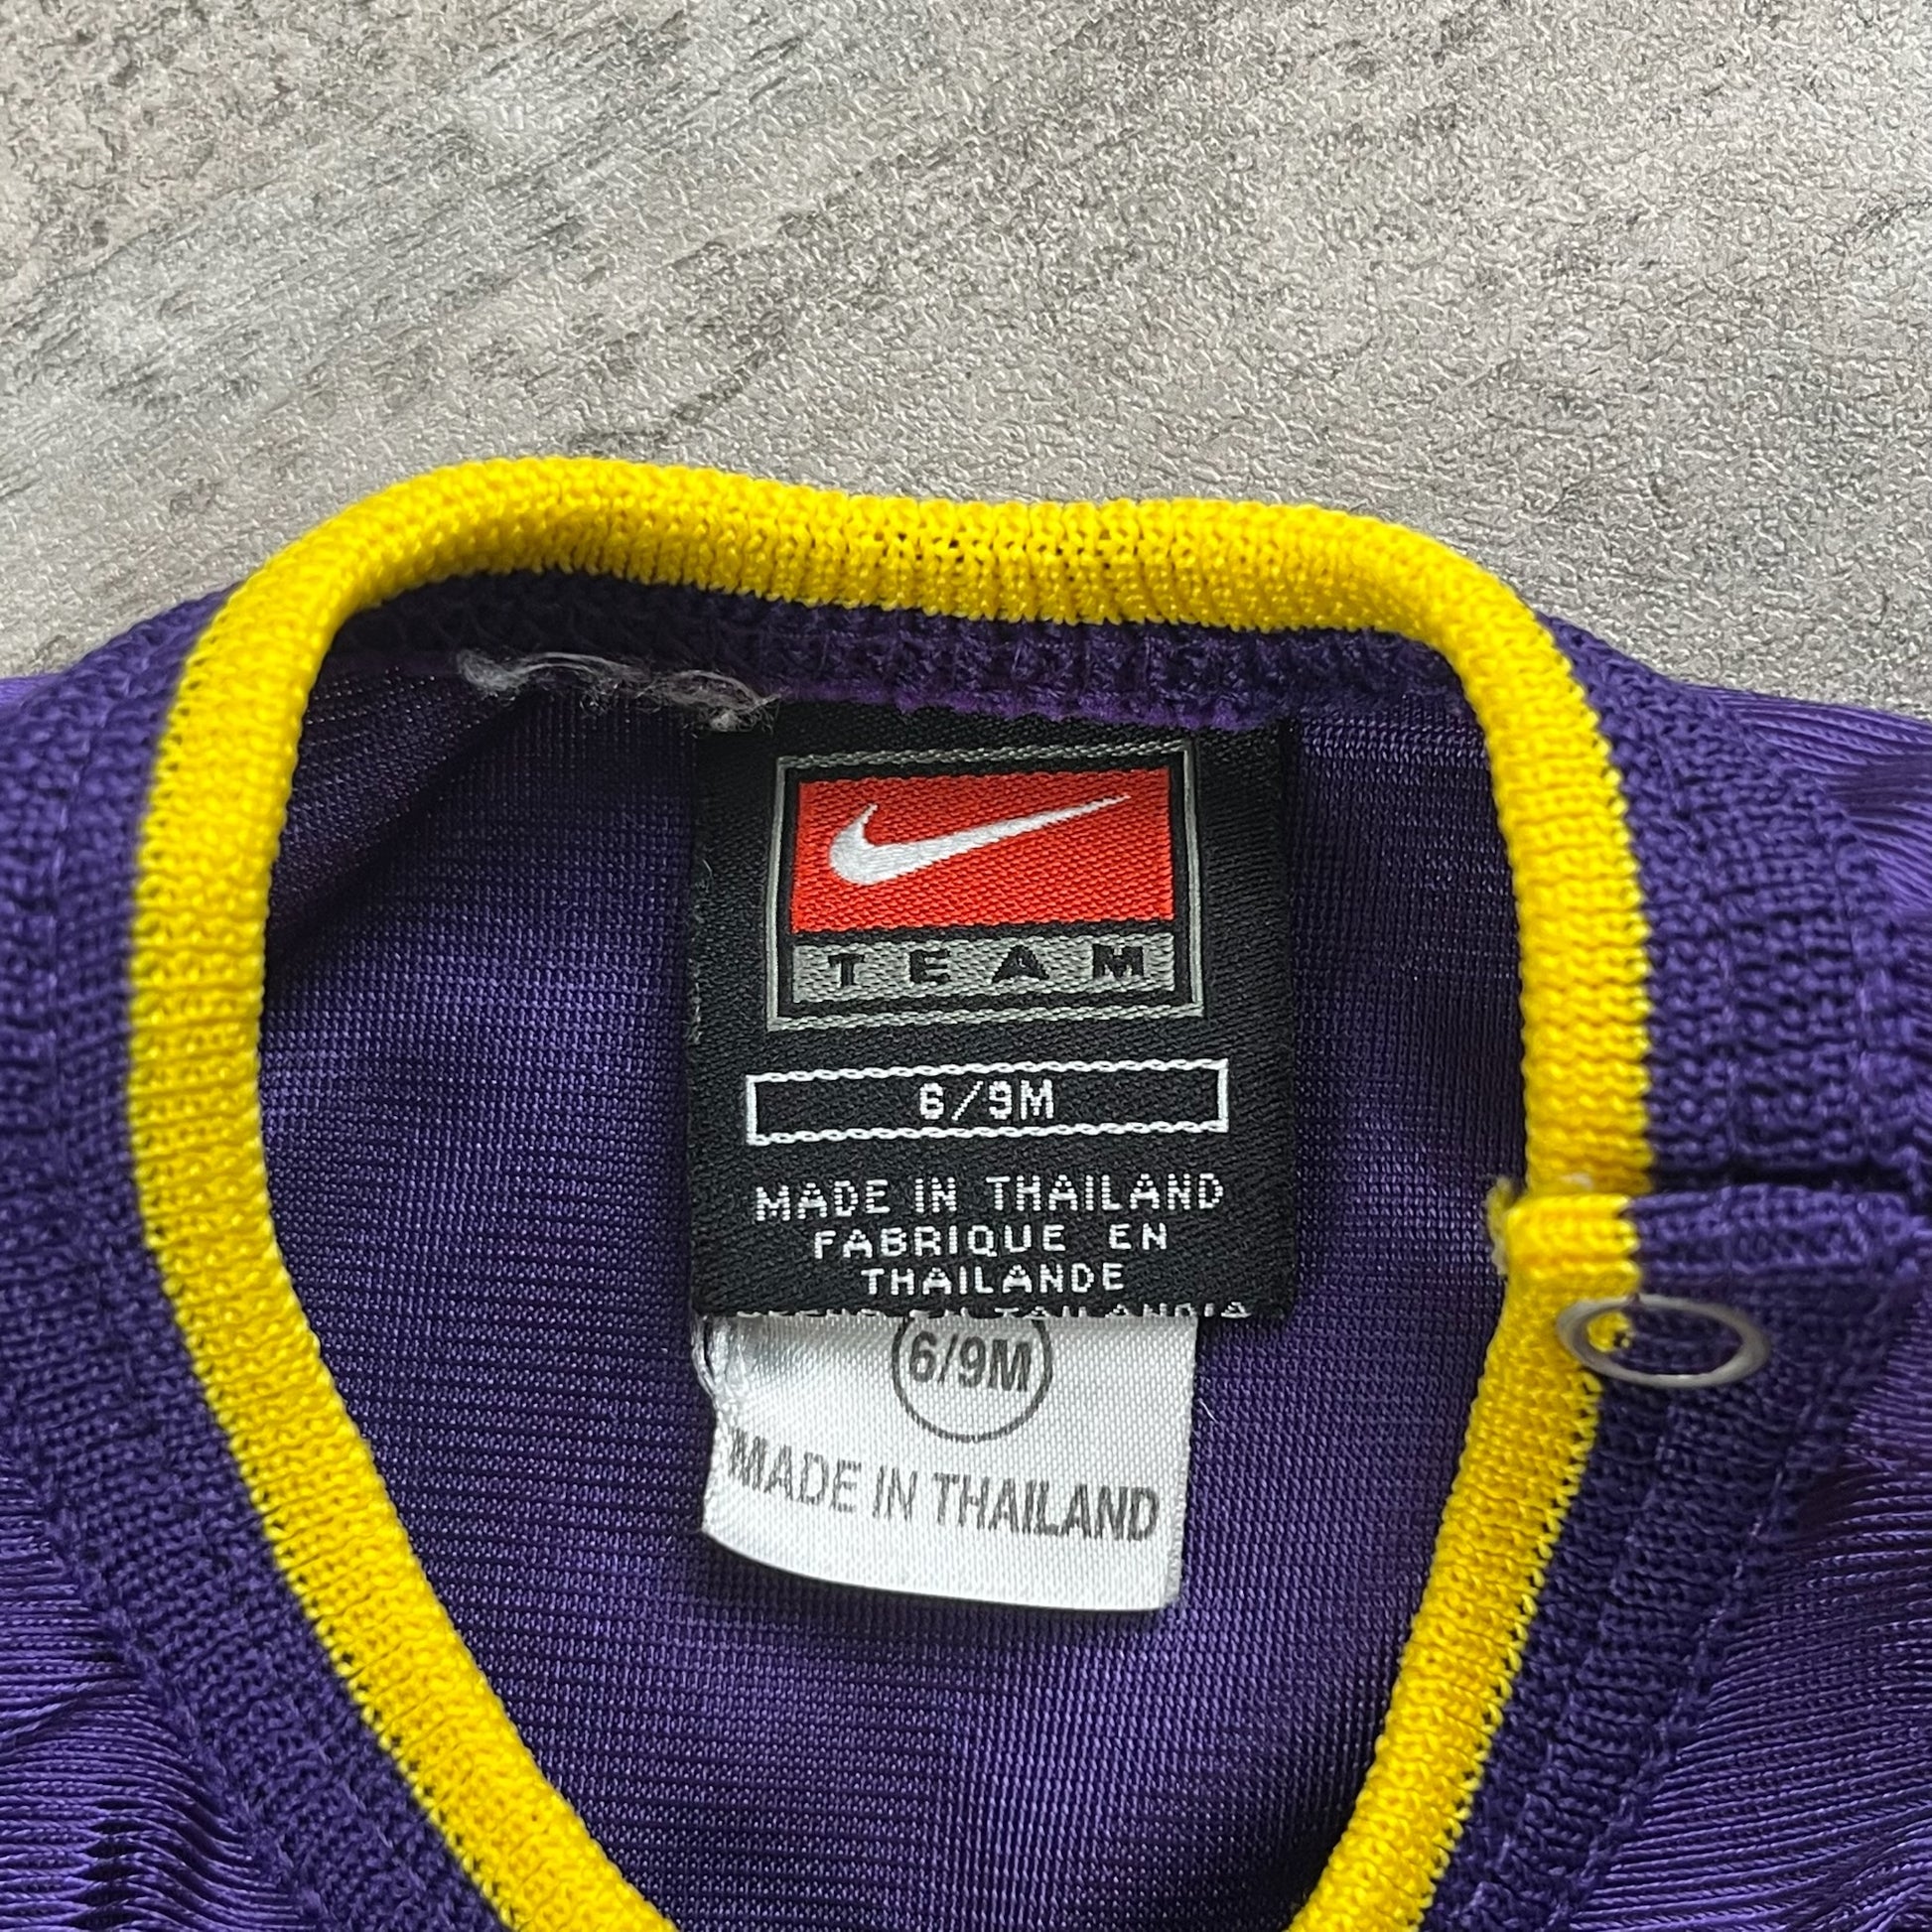 TEAM
6/9M
MADE IN THAILAND
FABRIQUE EN
THAILANDE
6/9M
MADE IN THAILAND